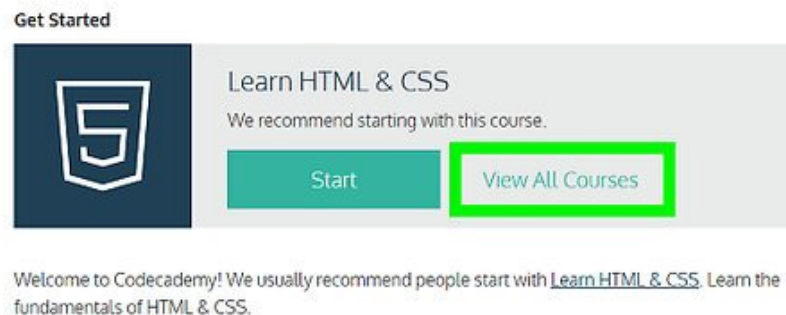 Get Started
Learn HTML & CSS
We recommend starting with this course.
Start
View All Courses
Welcome to Codecademy! We usually recommend people start with Learn HTML & CSS. Learn the
fundamentals of HTML & CSS.